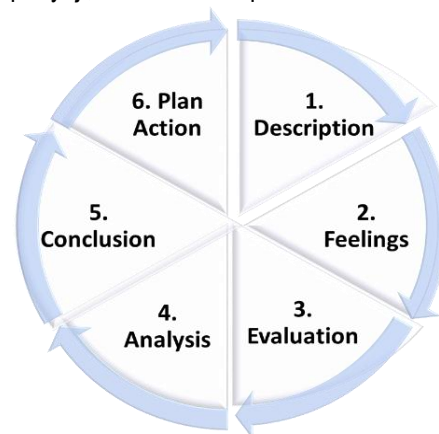 1.
Description
2.
Feelings
3.
Evaluation
4.
Analysis
5.
Conclusion
6. Plan
Action